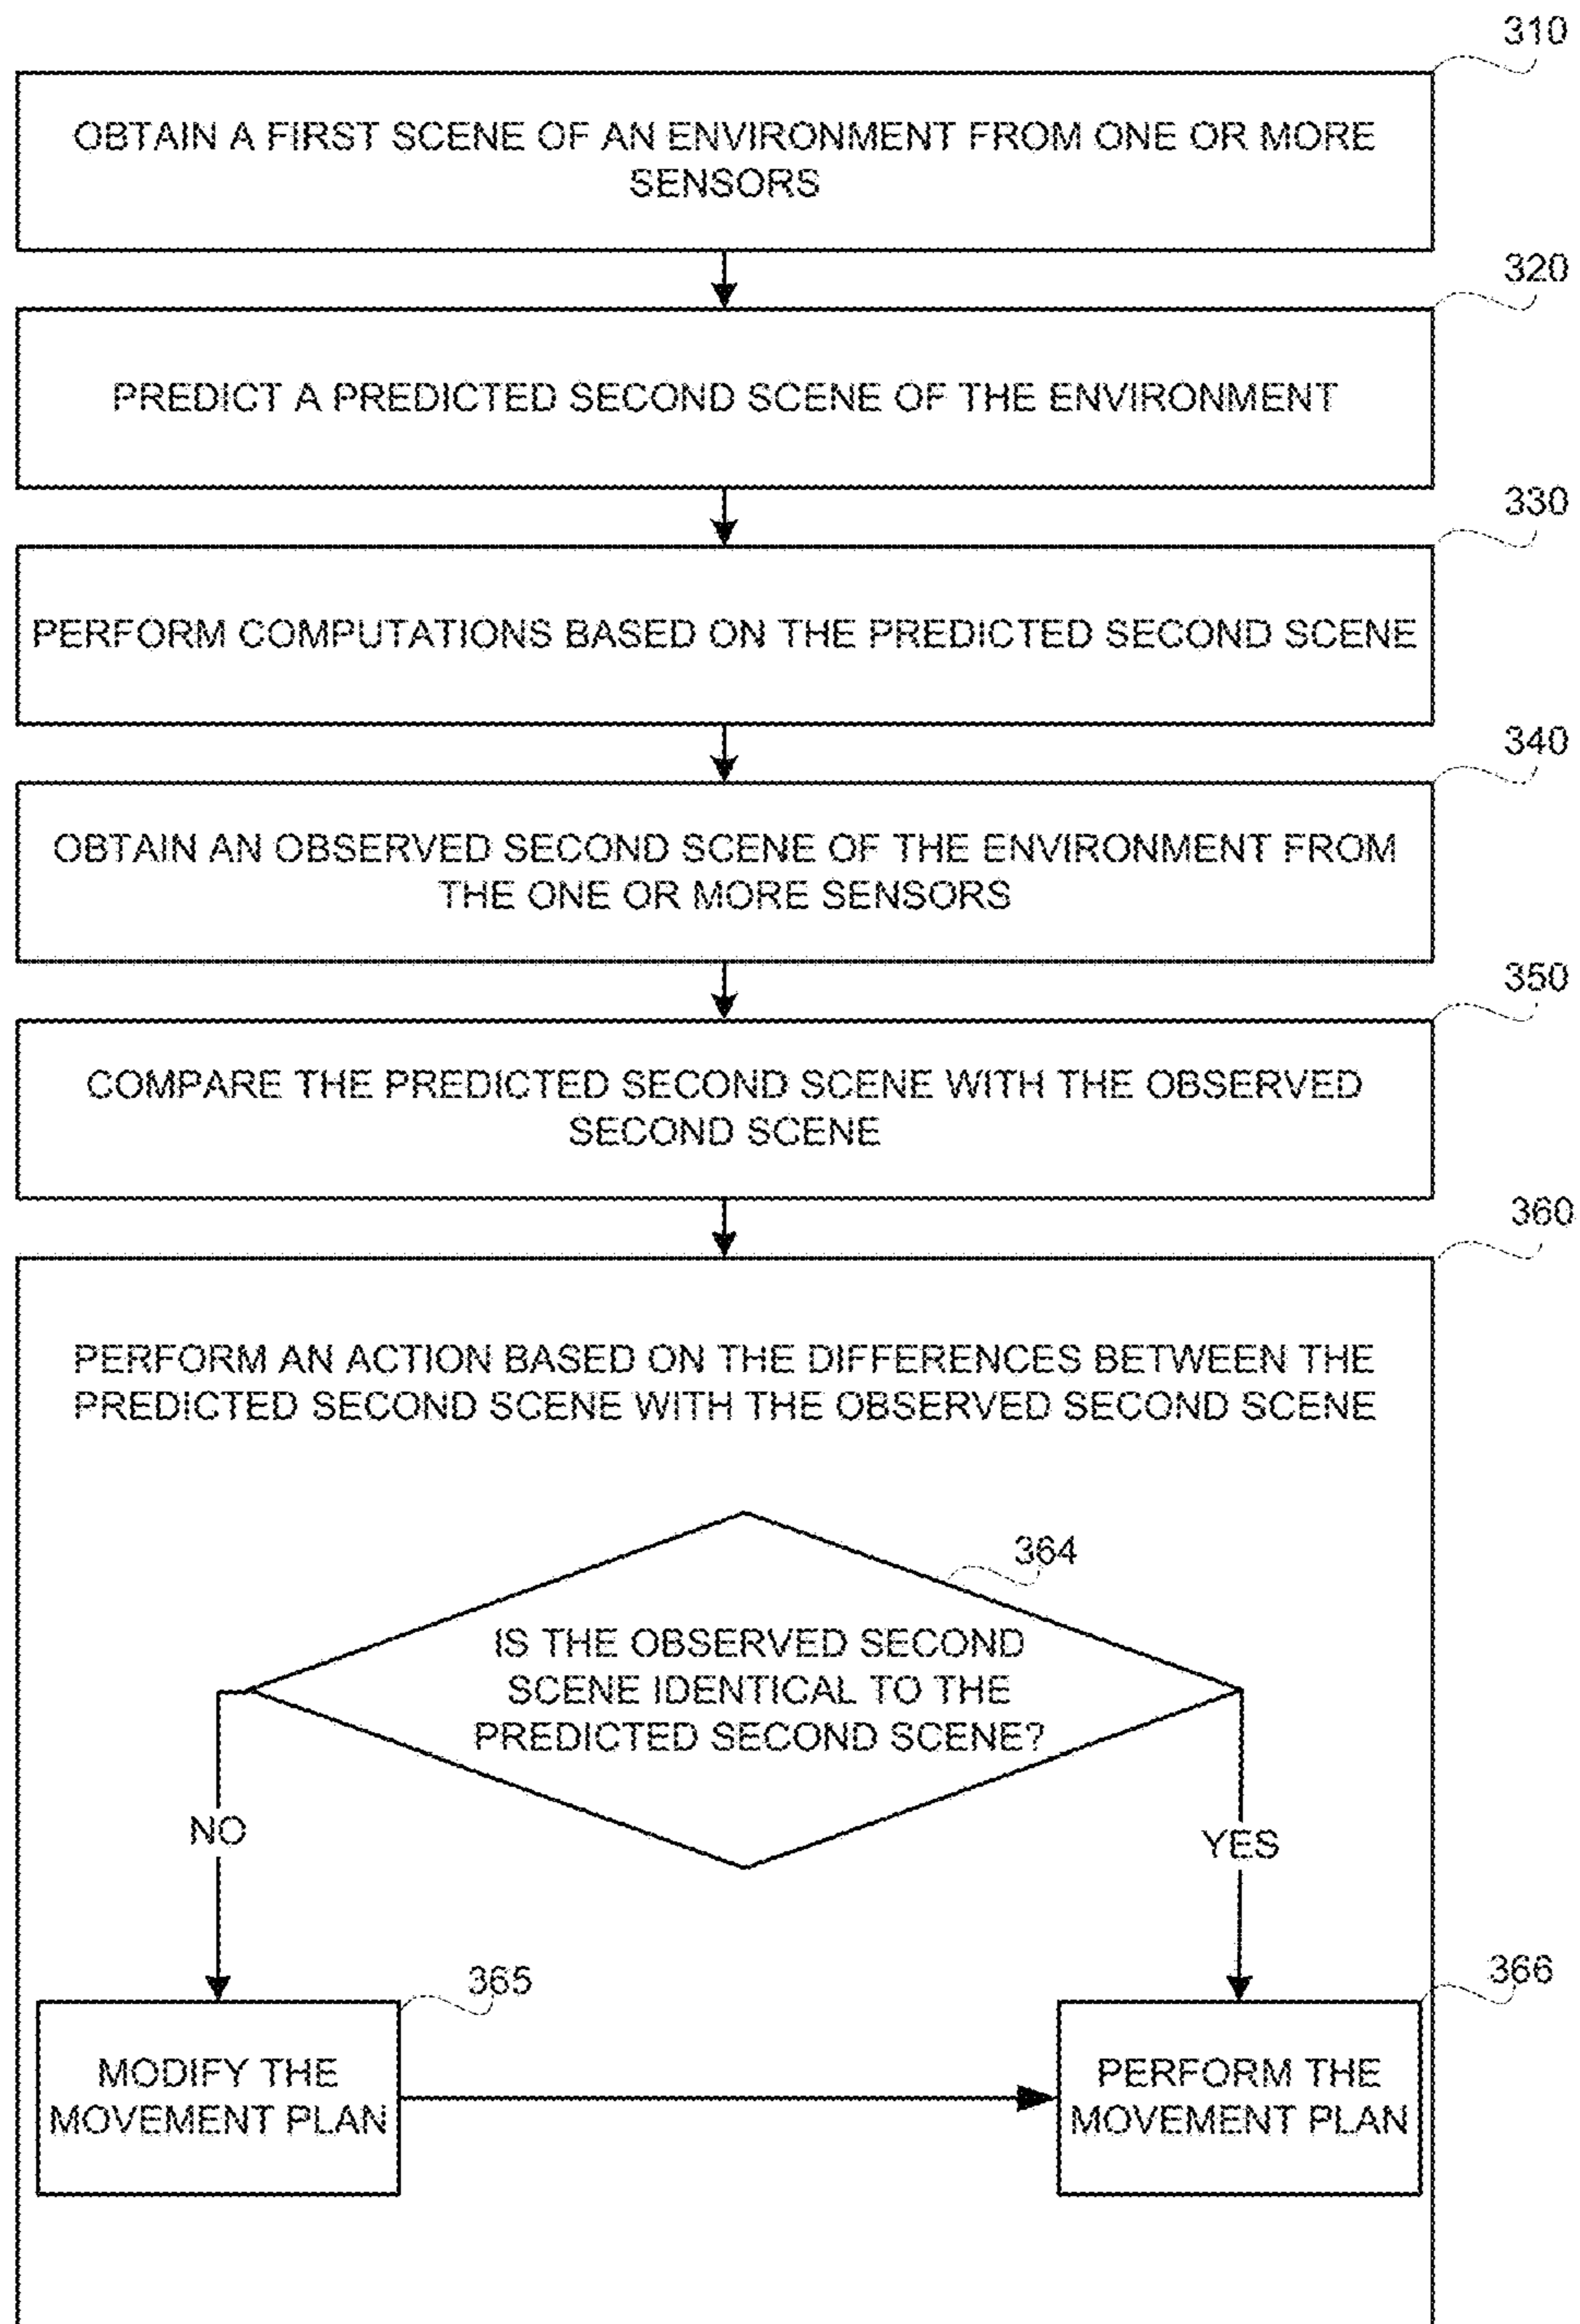 310
OBTAIN A FIRST SCENE OF AN ENVIRONMENT FROM ONE OR MORE
SENSORS
320
PREDICT A PREDICTED SECOND SCENE OF THE ENVIRONMENT
330
PERFORM COMPUTATIONS BASED ON THE PREDICTED SECOND SCENE
340
OBTAIN AN OBSERVED SECOND SCENE OF THE ENVIRONMENT FROM
THE ONE OR MORE SENSORS
350
COMPARE THE PREDICTED SECOND SCENE WITH THE OBSERVED
SECOND SCENE
360
PERFORM AN ACTION BASED ON THE DIFFERENCES BETWEEN THE
PREDICTED SECOND SCENE WITH THE OBSERVED SECOND SCENE
364
IS THE OBSERVED SECOND
SCENE IDENTICAL TO THE
PREDICTED SECOND SCENE?
NO
YES
365
MODIFY THE
MOVEMENT PLAN
366
PERFORM THE
MOVEMENT PLAN